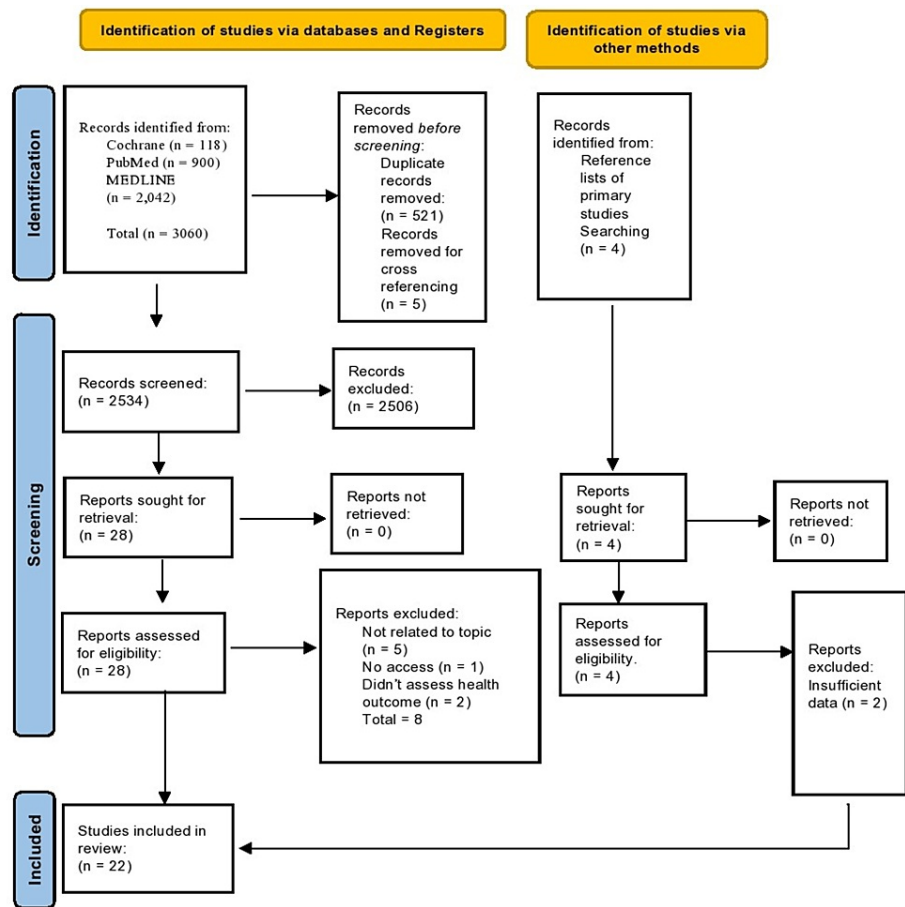 Identification of studies via databases and Registers
Identification of studies via
other methods
Identification
Records identified from:
Cochrane (n = 118)
PubMed (n = 900)
MEDLINE
(n = 2,042)
Total (n = 3060)
Records
removed before
screening:
Duplicate
records
removed:
(n = 521)
Records
removed for
cross
referencing
(n = 5)
Records
identified from:
Reference
lists of
primary
studies
Searching
(n = 4)
Screening
Records screened:
(n = 2534)
Records
excluded:
(n = 2506)
Reports sought for
retrieval:
(n = 28)
Reports not
retrieved:
(n = 0)
Reports
sought for
retrieval:
(n = 4)
Reports not
retrieved:
(n = 0)
Reports assessed
for eligibility:
(n = 28)
Reports excluded:
Not related to topic
(n = 5)
No access (n = 1)
Didn't assess health
outcome (n = 2)
Total = 8
Reports
assessed for
eligibility.
(n = 4)
Reports
excluded:
Insufficient
data (n = 2)
Included
Studies included in
review:
(n = 22)